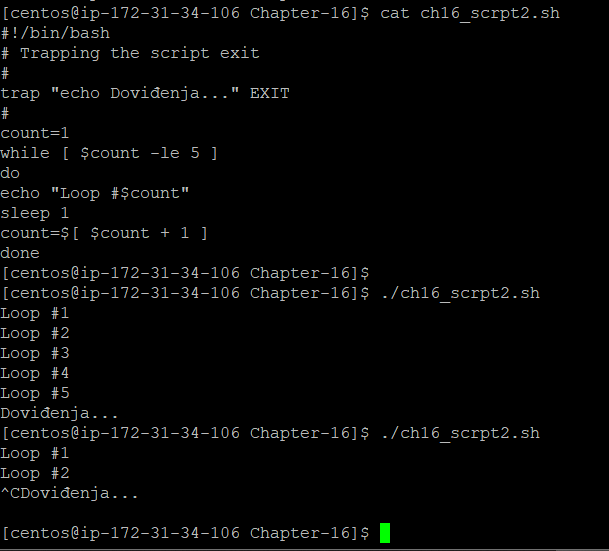 [centos@ip-172-31-34-106 Chapter-16]$ cat ch16_scrpt2.sh
#!/bin/bash
# Trapping the script exit
#
trap "echo Doviđenja..." EXIT
#
count=1
while [ $count -le 5 ]
do
echo "Loop #$count"
sleep 1
count=$[ $count + 1 ]
done
[centos@ip-172-31-34-106 Chapter-16]$
[centos@ip-172-31-34-106 Chapter-16]$ ./ch16_scrpt2.sh
Loop #1
Loop #2
Loop #3
Loop #4
Loop #5
Doviđenja...
[centos@ip-172-31-34-106 Chapter-16]$ ./ch16_scrpt2.sh
Loop #1
Loop #2
^CDoviđenja...
[centos@ip-172-31-34-106 Chapter-16]$